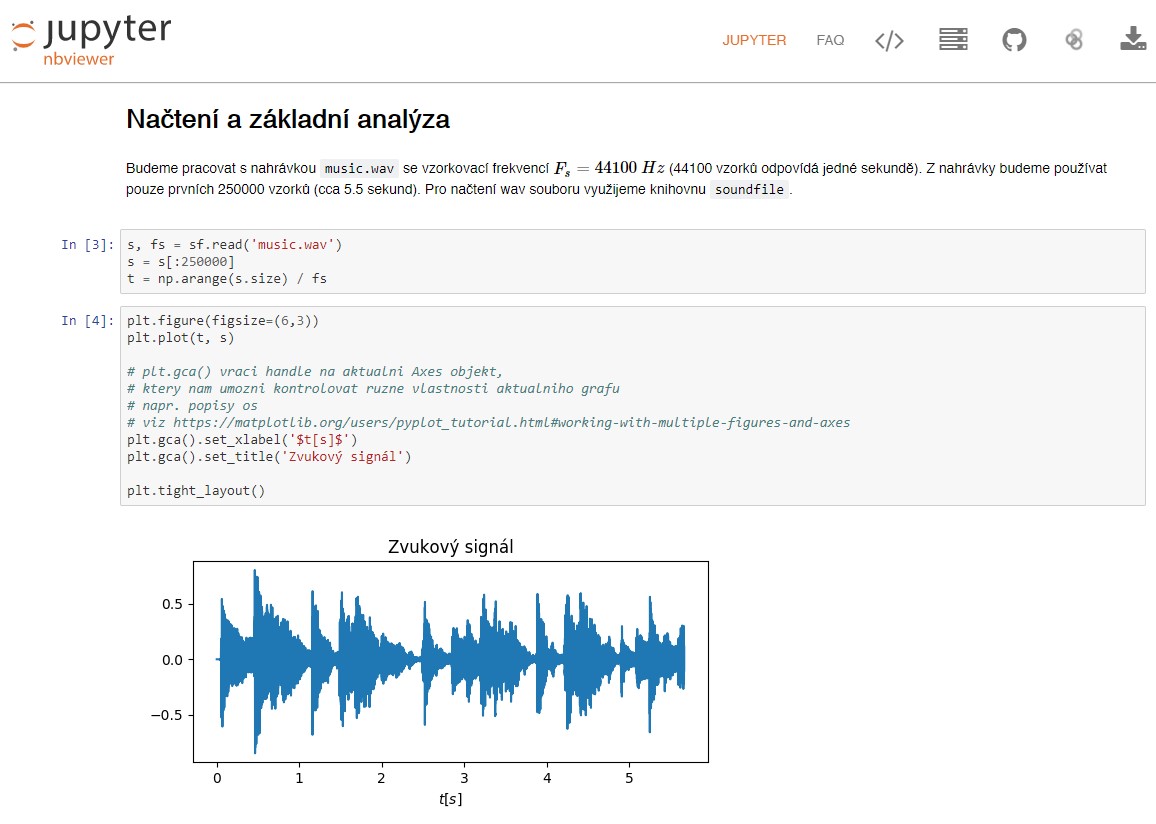 jupyter
nbviewer
JUPYTER FAQ
Načtení a základní analýza
Budeme pracovat s nahrávkou music.wav se vzorkovací frekvencí Fs = 44100 Hz (44100 vzorků odpovídá jedné sekundě). Z nahrávky budeme používat
pouze prvních 250000 vzorků (cca 5.5 sekund). Pro načtení wav souboru využijeme knihovnu soundfile.
In [3]: s, fs = sf.read('music.wav')
s = s[:250000]
t = np.arange(s.size) / fs
In [4]: plt.figure(figsize=(6,3))
plt.plot(t, s)
# plt.gca() vraci handle na aktualni Axes objekt,
# ktery nam umozni kontrolovat ruzne vlastnosti aktualniho grafu
# napr. popisy os
# viz https://matplotlib.org/users/pyplot_tutorial.html#working-with-multiple-figures-and-axes
plt.gca().set_xlabel('$t[s]$')
plt.gca().set_title('Zvukový signál')
plt.tight_layout()
Zvukový signál
0.5
0.0
−0.5
0 1 2 3 4 5
t[s]